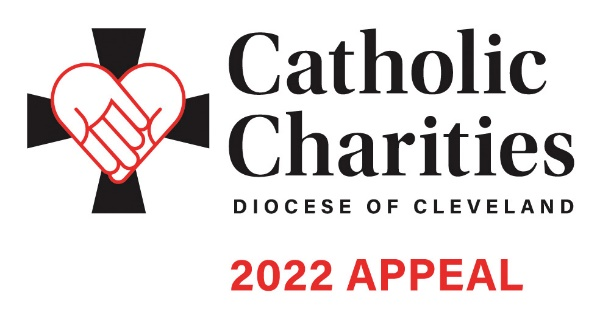 Catholic
Charities
DIOCESE OF CLEVELAND
2022 APPEAL